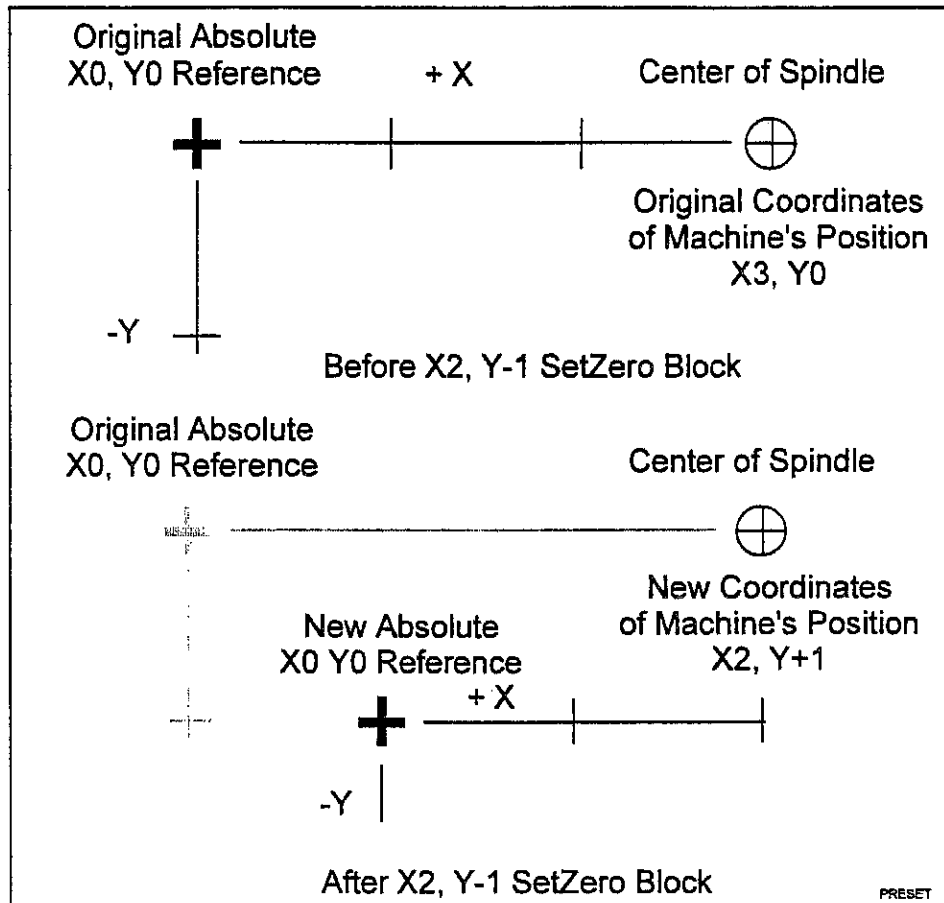 Original Absolute
X0, Y0 Reference
+ X
Center of Spindle
Original Coordinates
of Machine's Position
X3, Y0
-Y
Before X2, Y-1 SetZero Block
Original Absolute
X0, Y0 Reference
Center of Spindle
New Coordinates
of Machine's Position
X2, Y+1
New Absolute
X0 Y0 Reference
+ X
-Y
After X2, Y-1 SetZero Block
PRESET